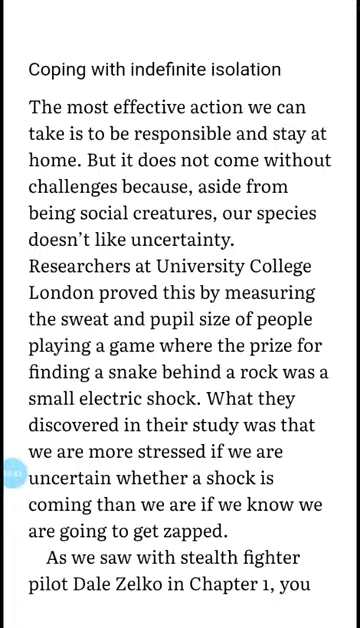 Coping with indefinite isolation
The most effective action we can
take is to be responsible and stay at
home. But it does not come without
challenges because, aside from
being social creatures, our species
doesn’t like uncertainty.
Researchers at University College
London proved this by measuring
the sweat and pupil size of people
playing a game where the prize for
finding a snake behind a rock was a
small electric shock. What they
discovered in their study was that
we are more stressed if we are
uncertain whether a shock is
coming than we are if we know we
are going to get zapped.
As we saw with stealth fighter
pilot Dale Zelko in Chapter 1, you